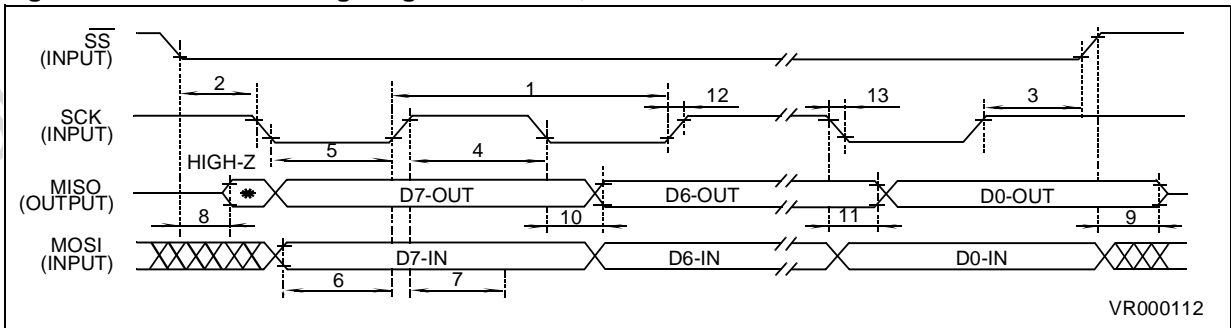 SS
(INPUT)
2
1
12
13
3
SCK
(INPUT)
5
4
HIGH-Z
MISO
(OUTPUT)
D7-OUT
D6-OUT
D0-OUT
8
10
11
9
MOSI
(INPUT)
D7-IN
D6-IN
D0-IN
6
7
VR000112